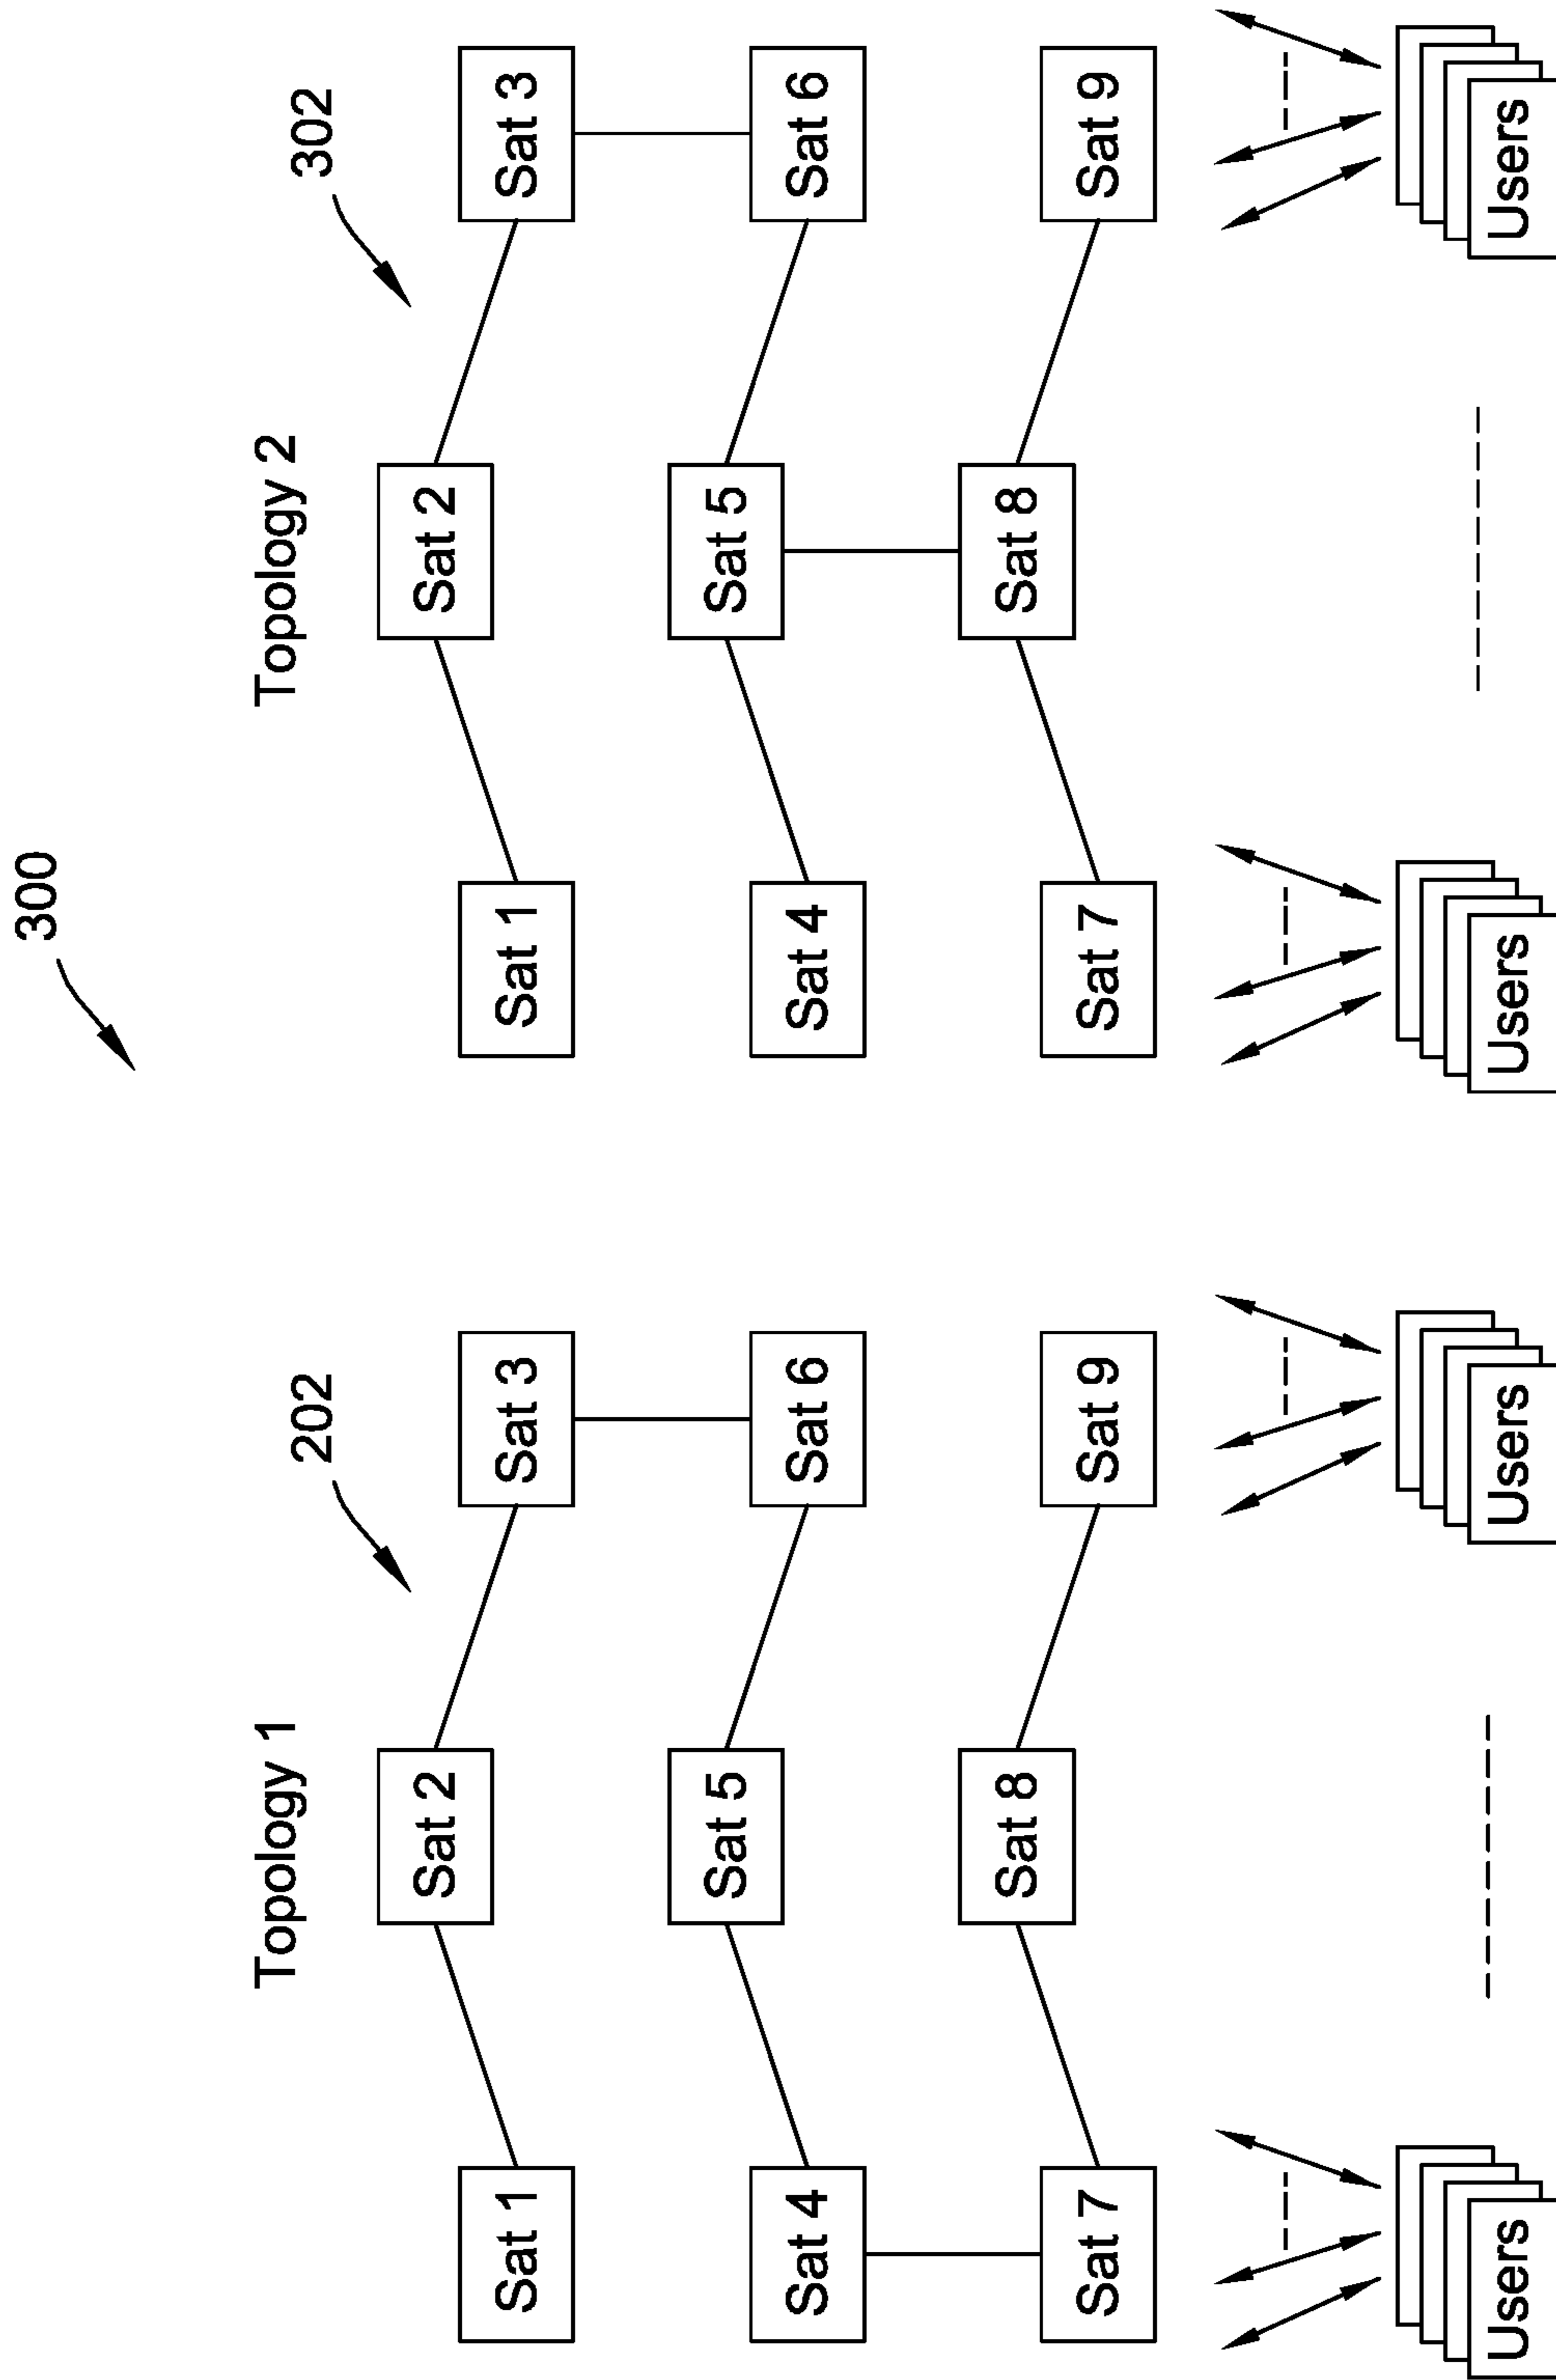 300
Topology 1
202
Sat 2
Sat 1
Sat 3
Sat 5
Sat 4
Sat 6
Sat 8
Sat 7
Sat 9
Users
Users
Topology 2
302
Sat 2
Sat 1
Sat 3
Sat 5
Sat 4
Sat 6
Sat 8
Sat 7
Sat 9
Users
Users